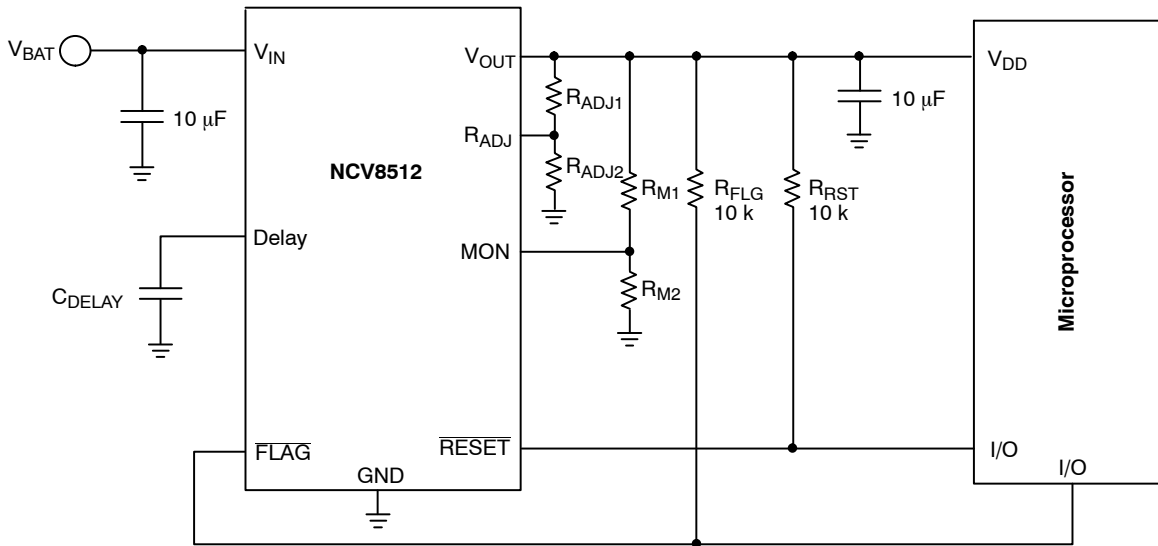 V_BAT
V_IN
10 μF
NCV8512
Delay
C_DELAY
FLAG
GND
V_OUT
R_ADJ
MON
RESET
R_ADJ1
R_ADJ2
R_M1
R_M2
R_FLG
10 k
R_RST
10 k
10 μF
V_DD
Microprocessor
I/O
I/O